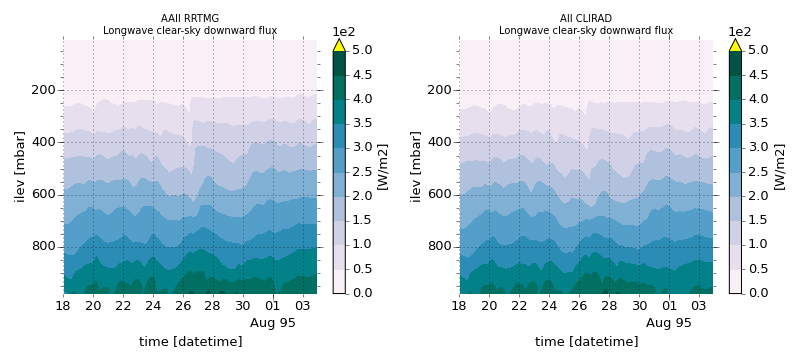 AAII RRTMG
Longwave clear-sky downward flux
1e2
5.0
4.5
4.0
3.5
3.0
2.5
2.0
1.5
1.0
0.5
0.0
[W/m2]
200
400
600
800
ilev [mbar]
18 20 22 24 26 28 30 01 03
Aug 95
time [datetime]
AII CLIRAD
Longwave clear-sky downward flux
1e2
5.0
4.5
4.0
3.5
3.0
2.5
2.0
1.5
1.0
0.5
0.0
[W/m2]
200
400
600
800
ilev [mbar]
18 20 22 24 26 28 30 01 03
Aug 95
time [datetime]